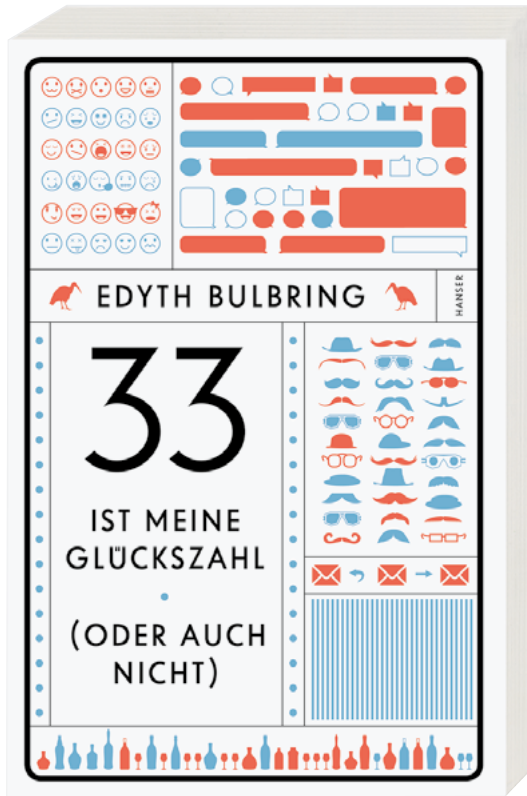 EDYTH BULBRING
HANSER
33
IST MEINE
GLÜCKSZAHL
(ODER AUCH
NICHT)